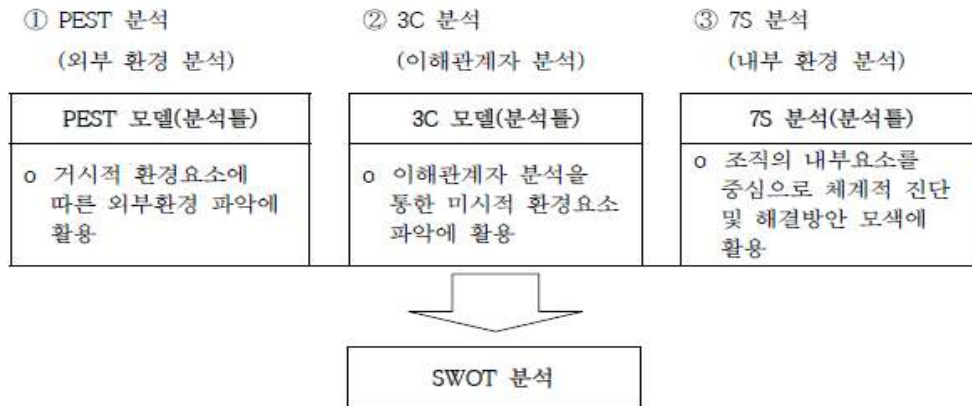 ① PEST 분석
(외부 환경 분석)
PEST 모델(분석틀)
o 거시적 환경요소에
따른 외부환경 파악에
활용
② 3C 분석
(이해관계자 분석)
3C 모델(분석틀)
o 이해관계자 분석을
통한 미시적 환경요소
파악에 활용
③ 7S 분석
(내부 환경 분석)
7S 분석(분석틀)
o 조직의 내부요소를
중심으로 체계적 진단
및 해결방안 모색에
활용
SWOT 분석